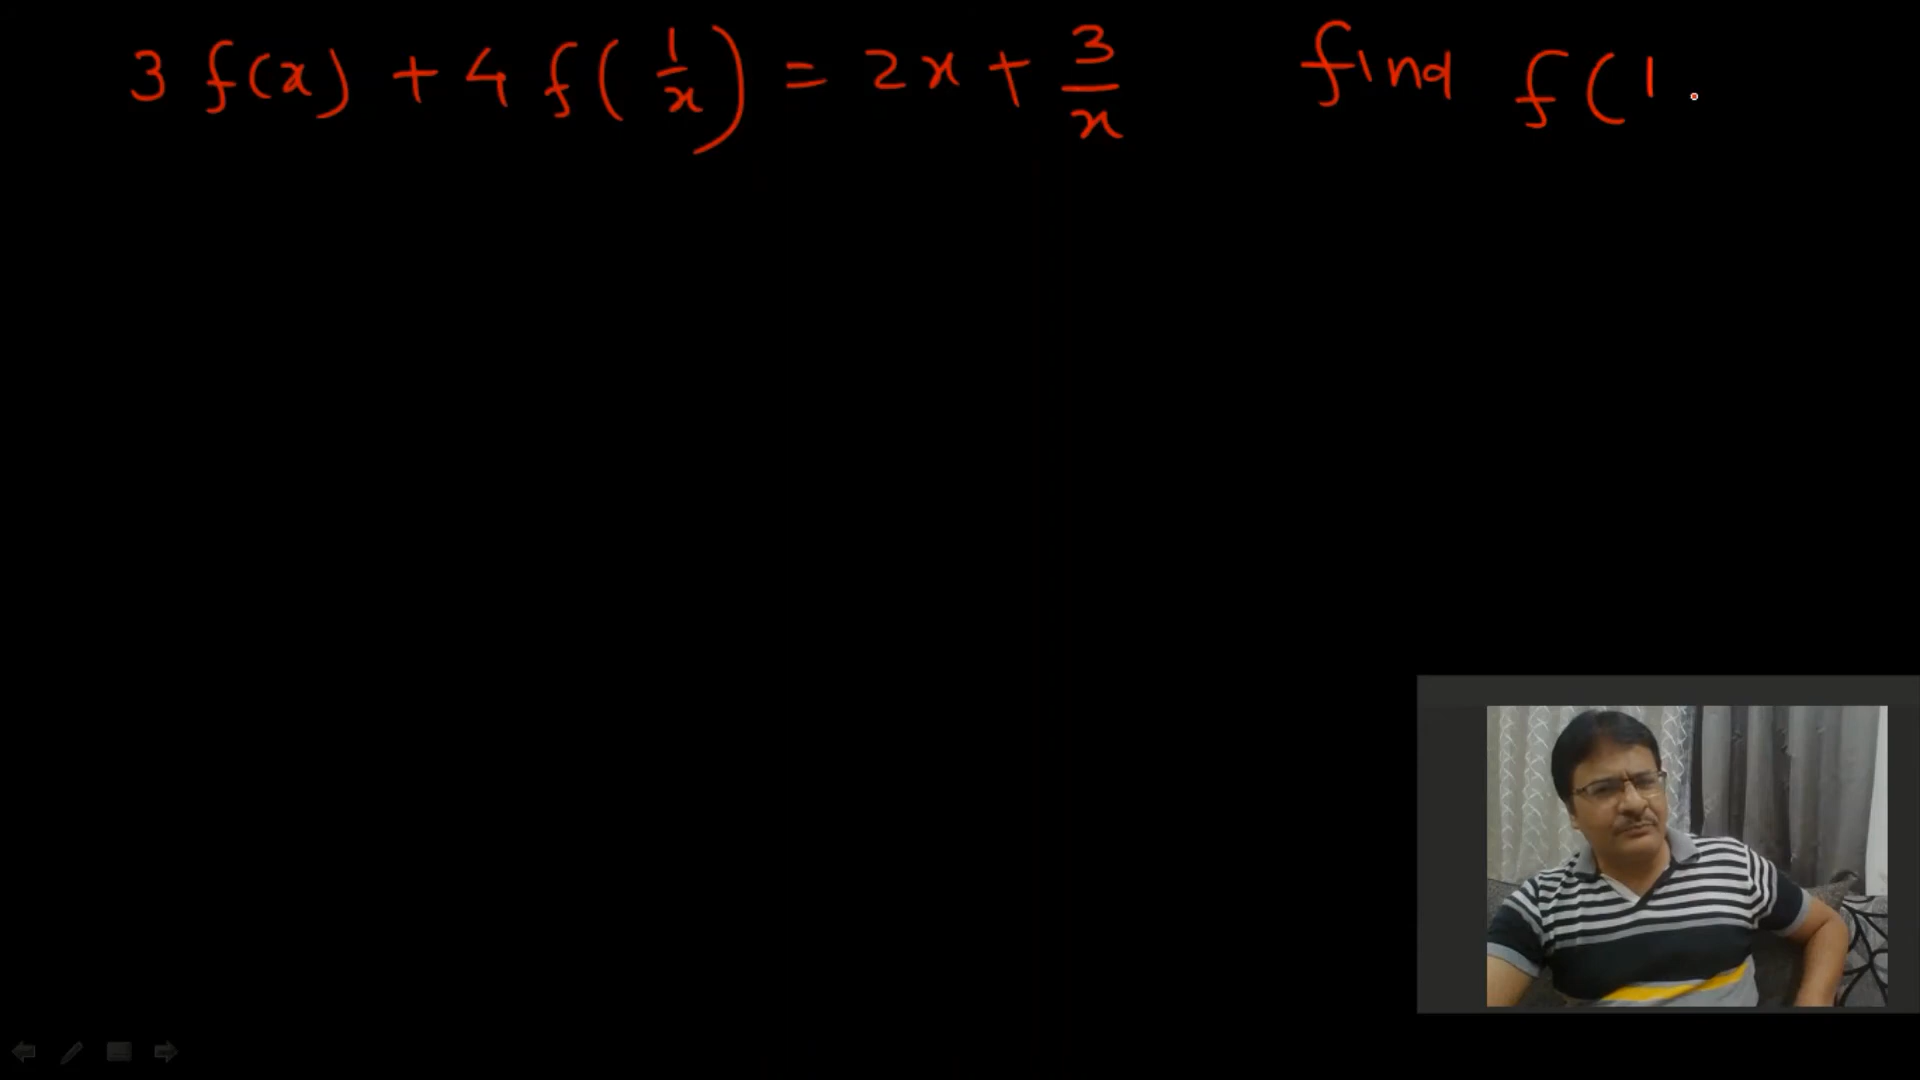 3 f(x) + 4 f(1/x) = 2x + 3/x find f(1